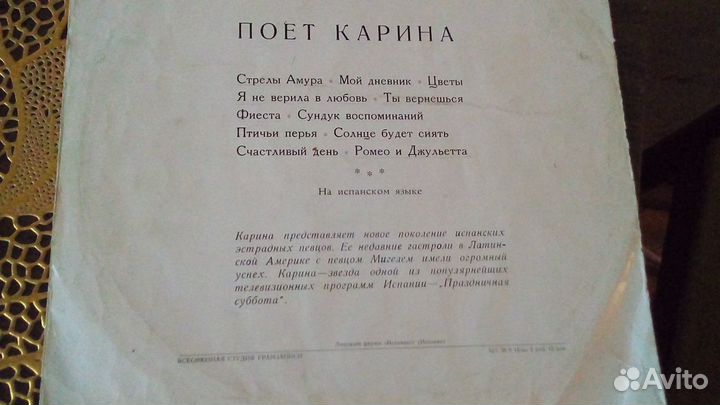 ПОЕТ КАРИНА
Стрелы Амура • Мой дневник • Цветы
Я не верила в любовь • Ты вернешься
Фиеста • Сундук воспоминаний
Птичьи перья • Солнце будет сиять
Счастливый день • Ромео и Джульетта
* * *
На испанском языке
Карина представляет новое поколение испанских
эстрадных певцов. Ее недавние гастроли в Латин-
ской Америке с певцом Мигелем имели огромный
успех. Карина—звезда одной из популярнейших
телевизионных программ Испании—„Праздничная
суббота".
ВСЕСОЮЗНАЯ СТУДИЯ ГРАМЗАПИСИ
Avito